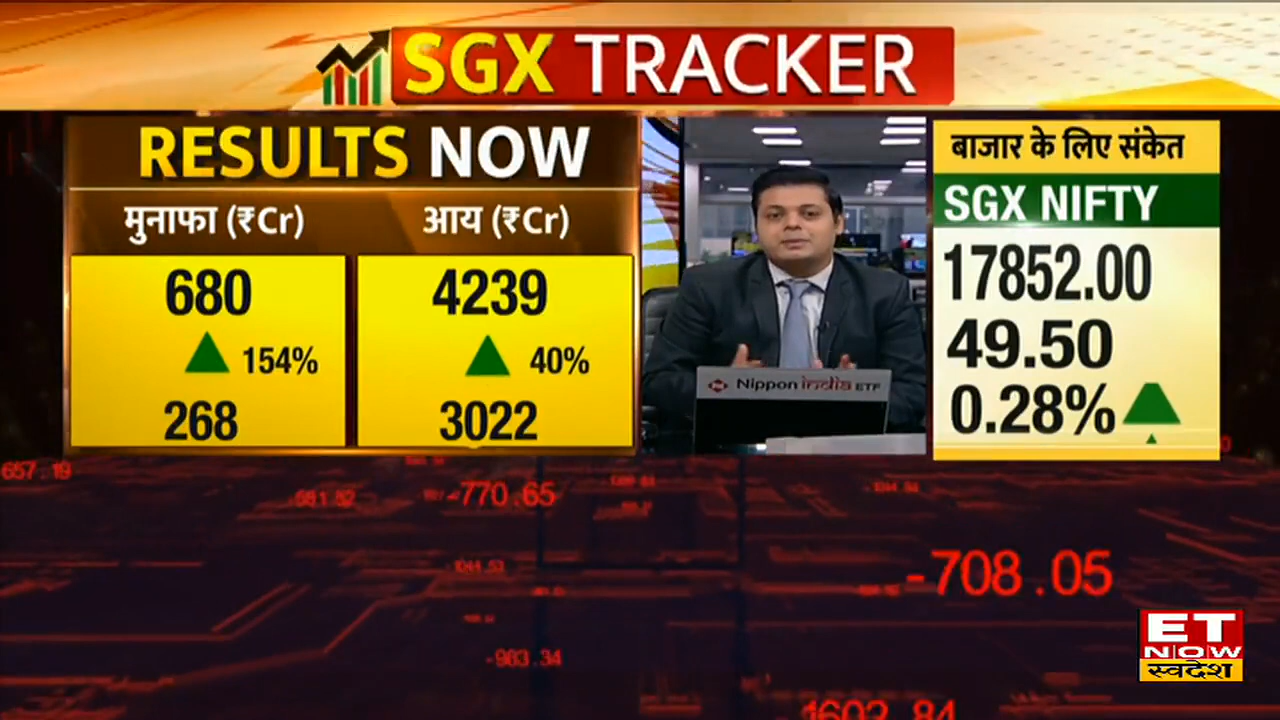 SGX TRACKER
RESULTS NOW
मुनाफा (₹Cr)
आय (₹Cr)
680
4239
154%
40%
268
3022
Nippon india ETF
बाजार के लिए संकेत
SGX NIFTY
17852.00
49.50
0.28%
657.19
-770.65
-708.05
-983.34
ET
NOW
स्वदेश